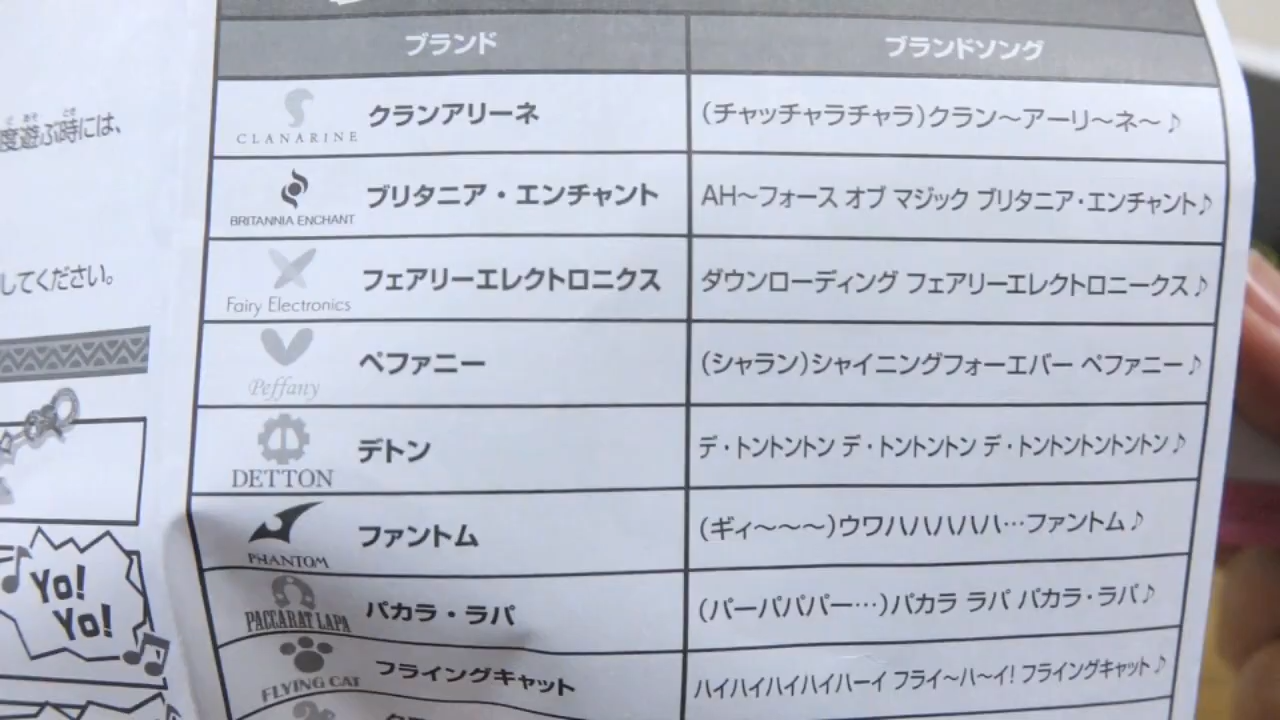 度遊ぶ時には、
してください。
Yo!
Yo!
ブランド ブランドソング
CLANARINE クランアリーネ (チャッチャラチャラ)クラン〜アーリ〜ネ〜♪
BRITANNIA ENCHANT ブリタニア・エンチャント AH〜フォース オブ マジック ブリタニア・エンチャント♪
Fairy Electronics フェアリーエレクトロニクス ダウンローディング フェアリーエレクトロニークス♪
Peffany ペファニー (シャラン)シャイニングフォーエバー ペファニー♪
DETTON デトン デ・トントントン デ・トントントン デ・トントントントントン♪
PHANTOM ファントム (ギィ〜〜〜)ウワハハハハハ…ファントム♪
PACCARAT LAPA パカラ・ラパ (パーパパパー…)パカラ ラパ パカラ・ラパ♪
FLYING CAT フライングキャット ハイハイハイハイハーイ フライ〜ハ〜イ! フライングキャット♪